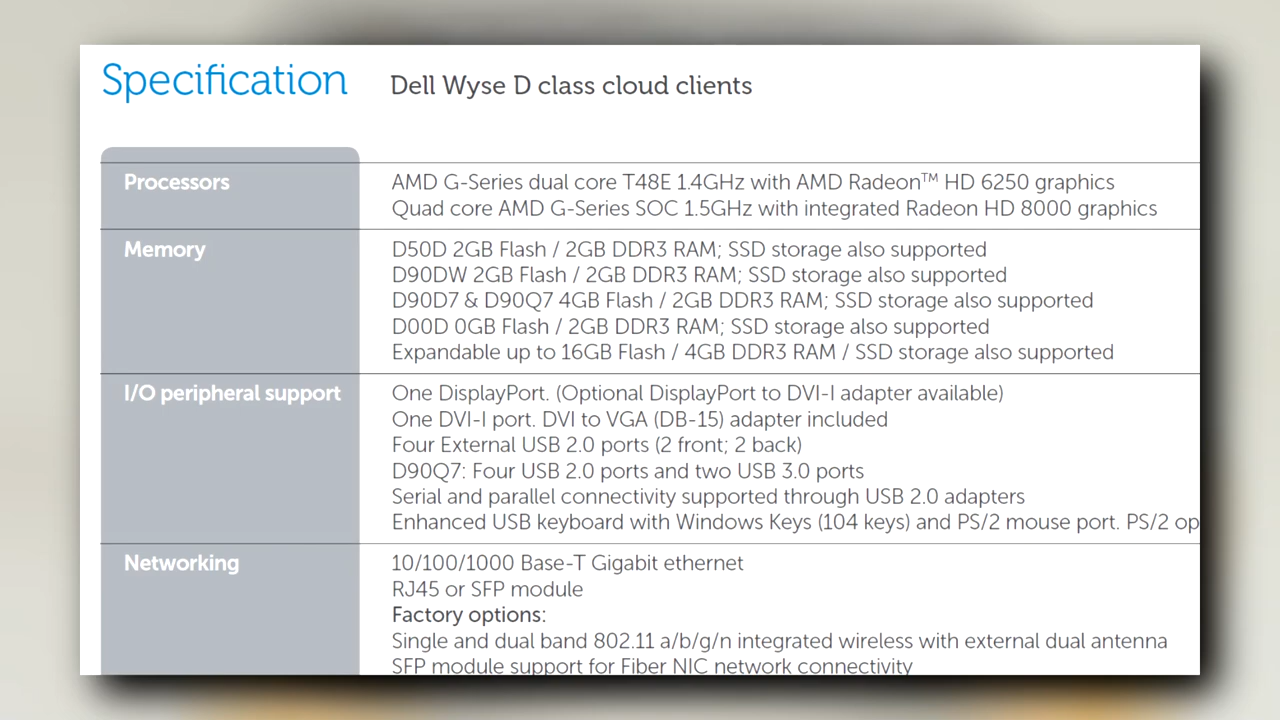 Specification
Dell Wyse D class cloud clients
Processors
AMD G-Series dual core T48E 1.4GHz with AMD Radeon™ HD 6250 graphics
Quad core AMD G-Series SOC 1.5GHz with integrated Radeon HD 8000 graphics
Memory
D50D 2GB Flash / 2GB DDR3 RAM; SSD storage also supported
D90DW 2GB Flash / 2GB DDR3 RAM; SSD storage also supported
D90D7 & D90Q7 4GB Flash / 2GB DDR3 RAM; SSD storage also supported
D00D 0GB Flash / 2GB DDR3 RAM; SSD storage also supported
Expandable up to 16GB Flash / 4GB DDR3 RAM / SSD storage also supported
I/O peripheral support
One DisplayPort. (Optional DisplayPort to DVI-I adapter available)
One DVI-I port. DVI to VGA (DB-15) adapter included
Four External USB 2.0 ports (2 front; 2 back)
D90Q7: Four USB 2.0 ports and two USB 3.0 ports
Serial and parallel connectivity supported through USB 2.0 adapters
Enhanced USB keyboard with Windows Keys (104 keys) and PS/2 mouse port. PS/2 op
Networking
10/100/1000 Base-T Gigabit ethernet
RJ45 or SFP module
Factory options:
Single and dual band 802.11 a/b/g/n integrated wireless with external dual antenna
SFP module support for Fiber NIC network connectivity